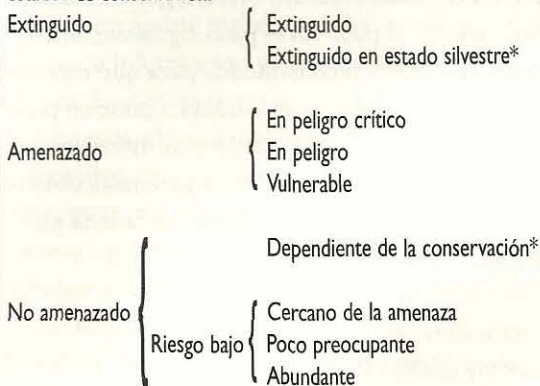 Extinguido
Extinguido
Extinguido en estado silvestre*
Amenazado
En peligro crítico
En peligro
Vulnerable
No amenazado
Dependiente de la conservación*
Riesgo bajo
Cercano de la amenaza
Poco preocupante
Abundante